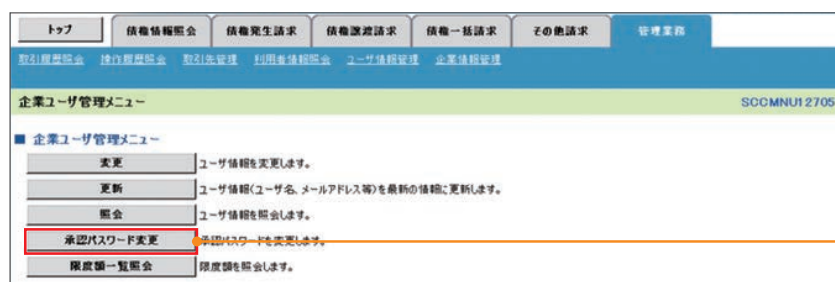 トップ 債権情報照会 債権発生請求 債権譲渡請求 債権一括請求 その他請求 管理業務
取引履歴照会 操作履歴照会 取引先管理 利用者情報照会 ユーザ情報管理 企業情報管理
企業ユーザ管理メニュー SCCMNU12705
■ 企業ユーザ管理メニュー
変更 ユーザ情報を変更します。
更新 ユーザ情報(ユーザ名、メールアドレス等)を最新の情報に更新します。
照会 ユーザ情報を照会します。
承認パスワード変更 承認パスワードを変更します。
限度額一覧照会 限度額を照会します。